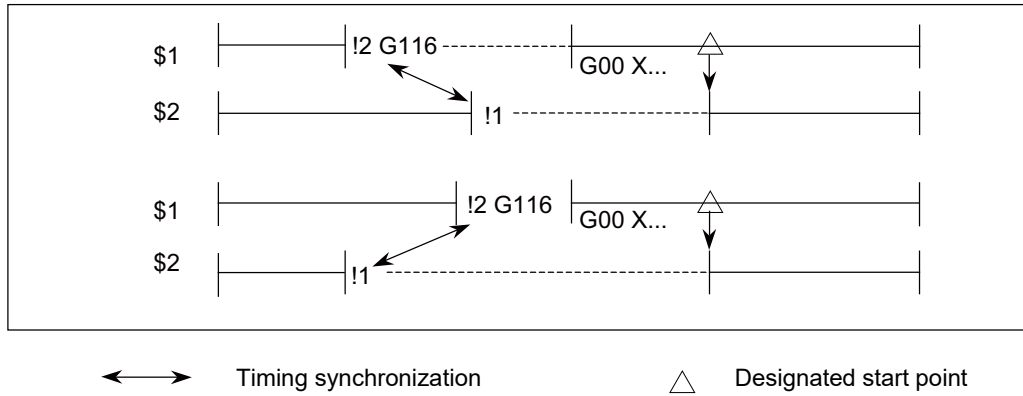 $1 !2 G116
G00 X...
$2 !1
$1 !2 G116
G00 X...
$2 !1
Timing synchronization Designated start point